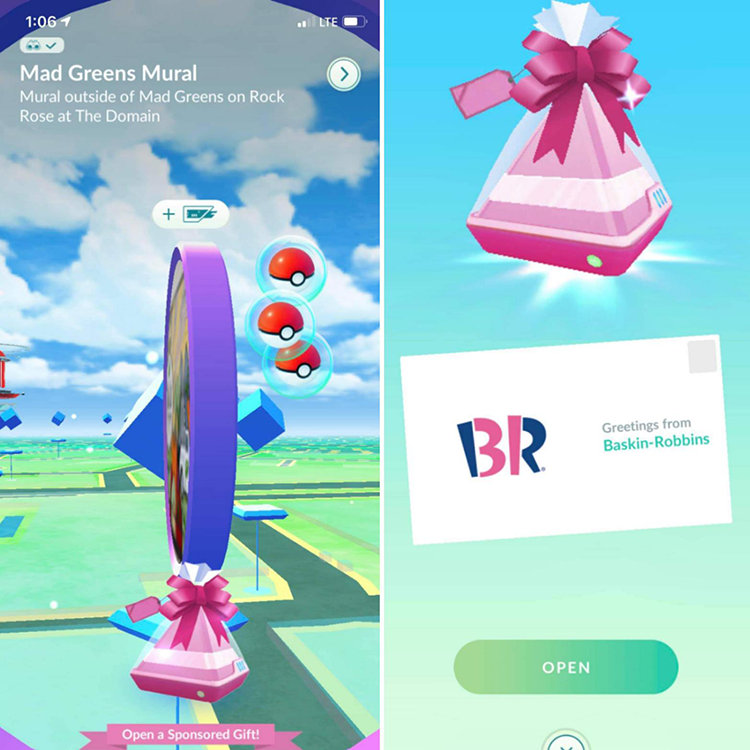 1:06
LTE
Mad Greens Mural
Mural outside of Mad Greens on Rock
Rose at The Domain
Open a Sponsored Gift!
BR
Greetings from
Baskin-Robbins
OPEN